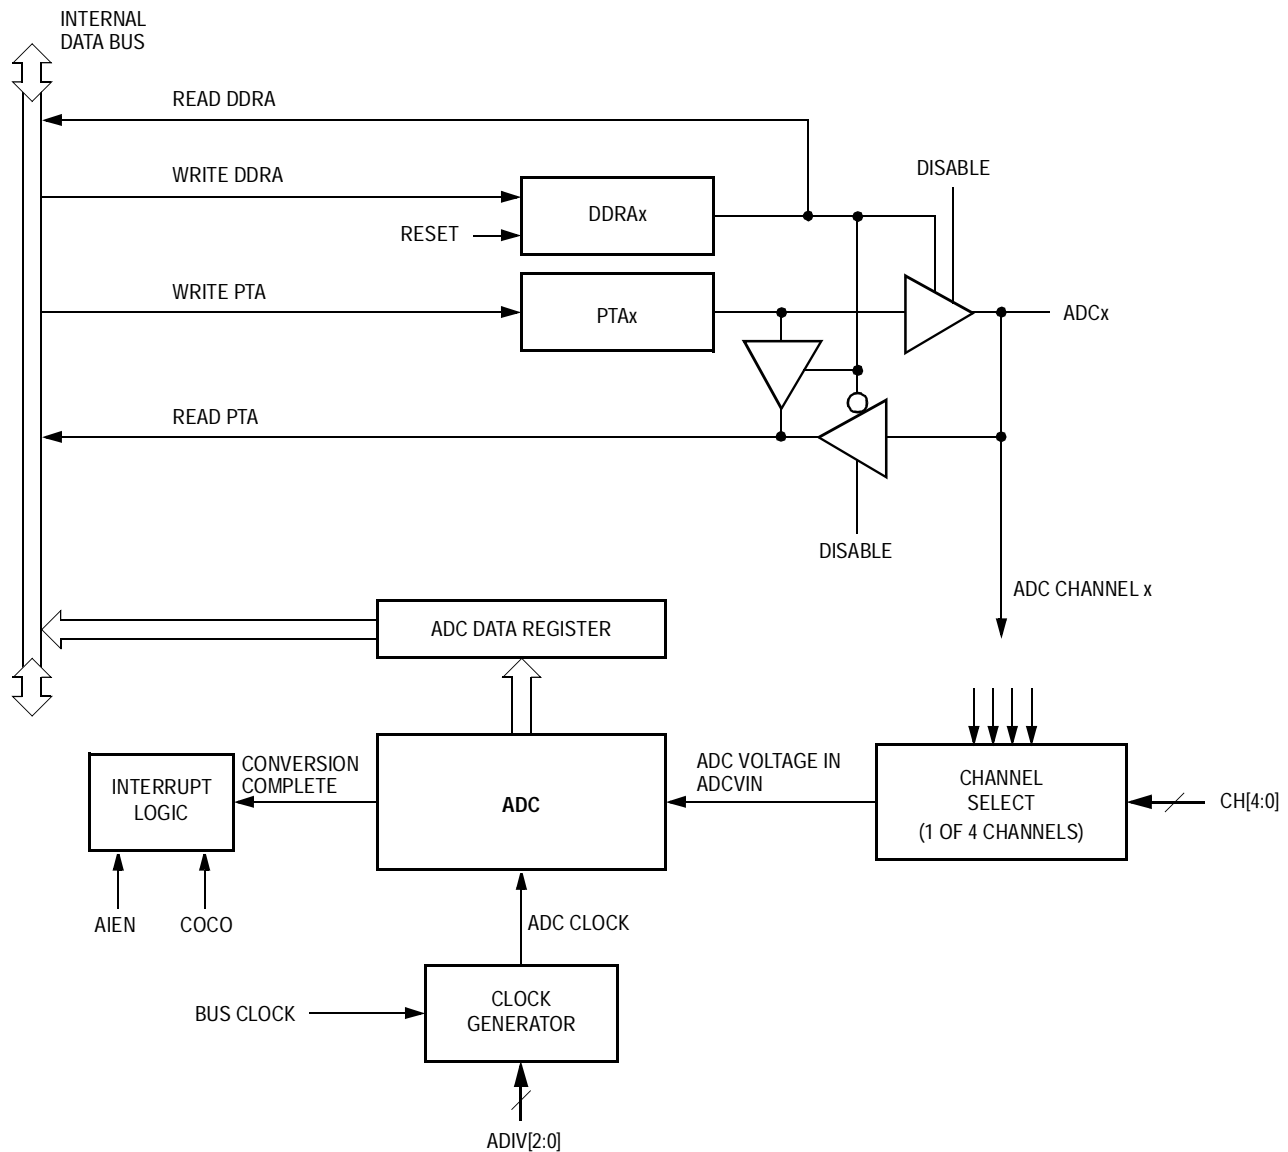 INTERNAL
DATA BUS
READ DDRA
WRITE DDRA
DISABLE
DDRAx
RESET
WRITE PTA
PTAx
ADCx
READ PTA
DISABLE
ADC CHANNEL x
ADC DATA REGISTER
INTERRUPT
LOGIC
CONVERSION
COMPLETE
ADC
ADC VOLTAGE IN
ADCVIN
CHANNEL
SELECT
(1 OF 4 CHANNELS)
CH[4:0]
AIEN
COCO
ADC CLOCK
BUS CLOCK
CLOCK
GENERATOR
ADIV[2:0]